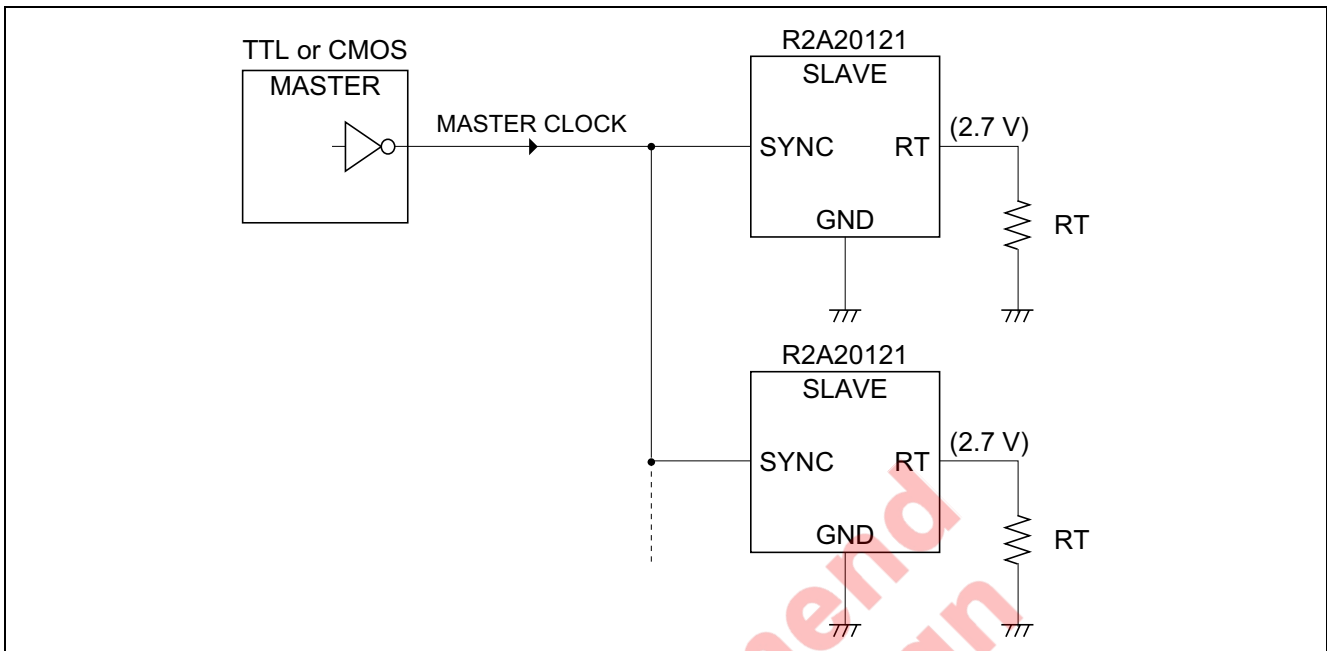 TTL or CMOS
MASTER
MASTER CLOCK
R2A20121
SLAVE
SYNC
RT
(2.7 V)
GND
RT
R2A20121
SLAVE
SYNC
RT
(2.7 V)
GND
RT